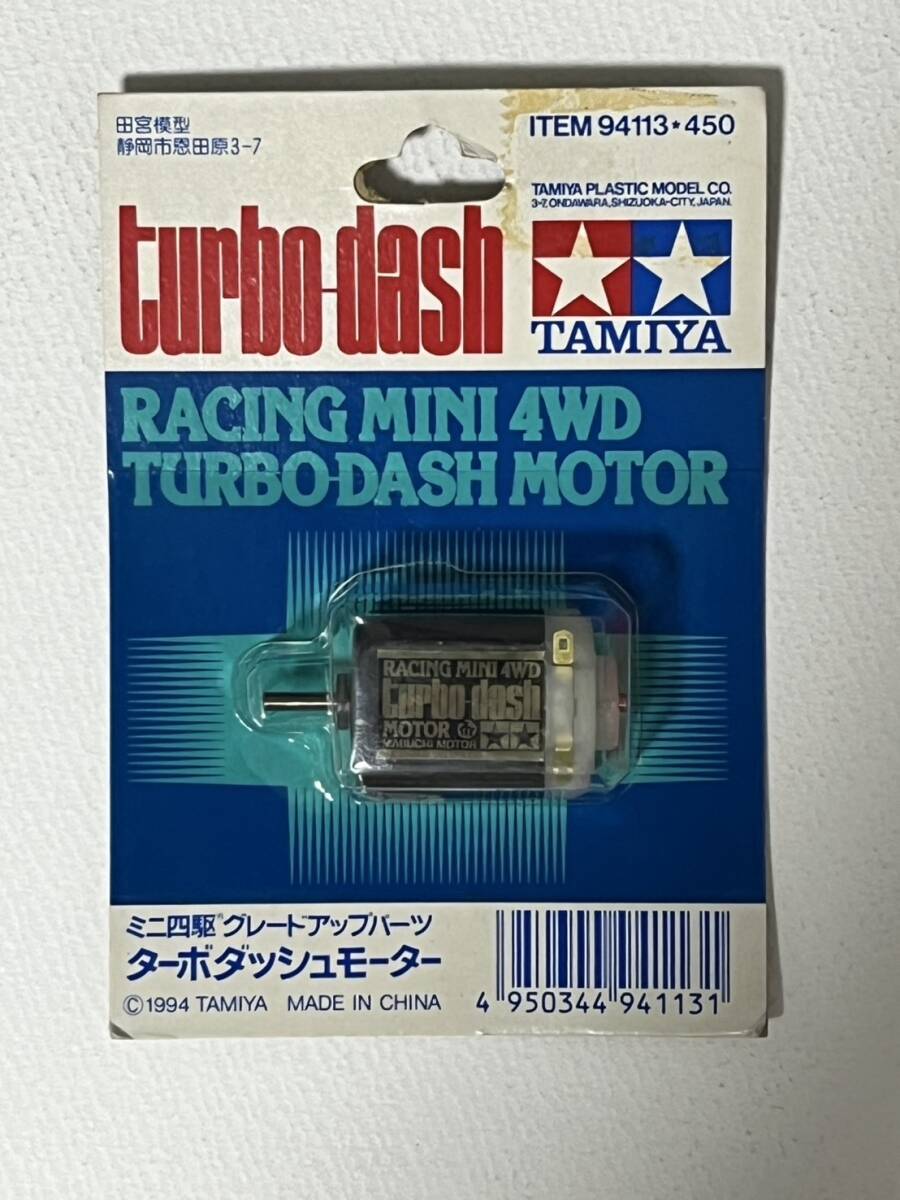 田宮模型
静岡市恩田原3-7
ITEM 94113★450
TAMIYA PLASTIC MODEL CO.
3-7, ONDAWARA, SHIZUOKA-CITY, JAPAN.
turbo-dash
TAMIYA
RACING MINI 4WD
TURBO-DASH MOTOR
RACING MINI 4WD
turbo-dash
MOTOR
MABUCHI MOTOR
ミニ四駆® グレードアップパーツ
ターボダッシュモーター
©1994 TAMIYA MADE IN CHINA
4 950344 941131